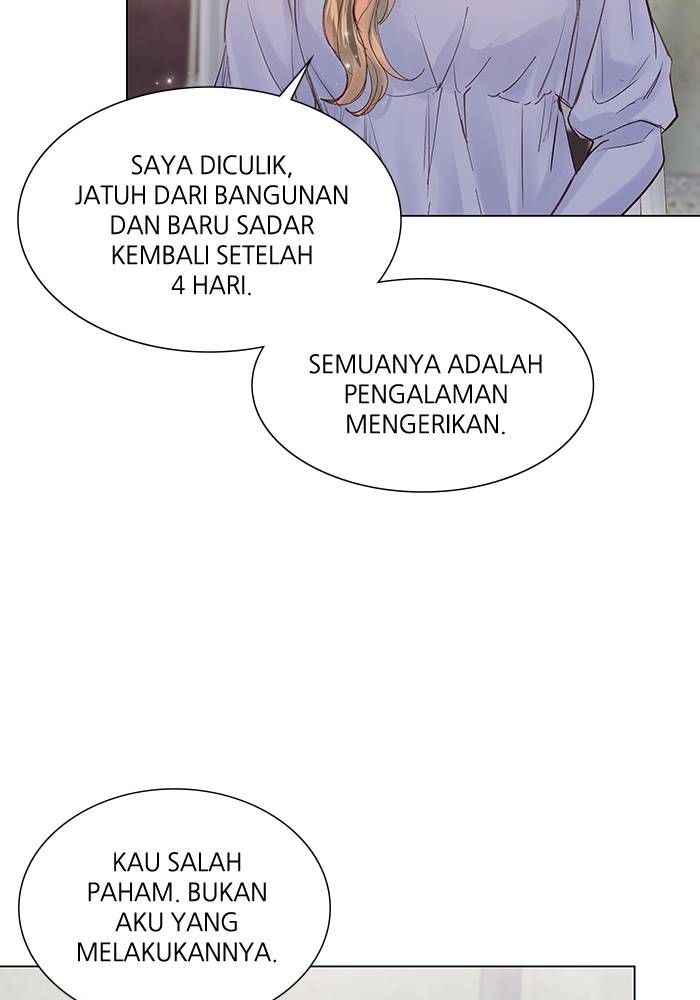 SAYA DICULIK,
JATUH DARI BANGUNAN
DAN BARU SADAR
KEMBALI SETELAH
4 HARI.
SEMUANYA ADALAH
PENGALAMAN
MENGERIKAN.
KAU SALAH
PAHAM. BUKAN
AKU YANG
MELAKUKANNYA.